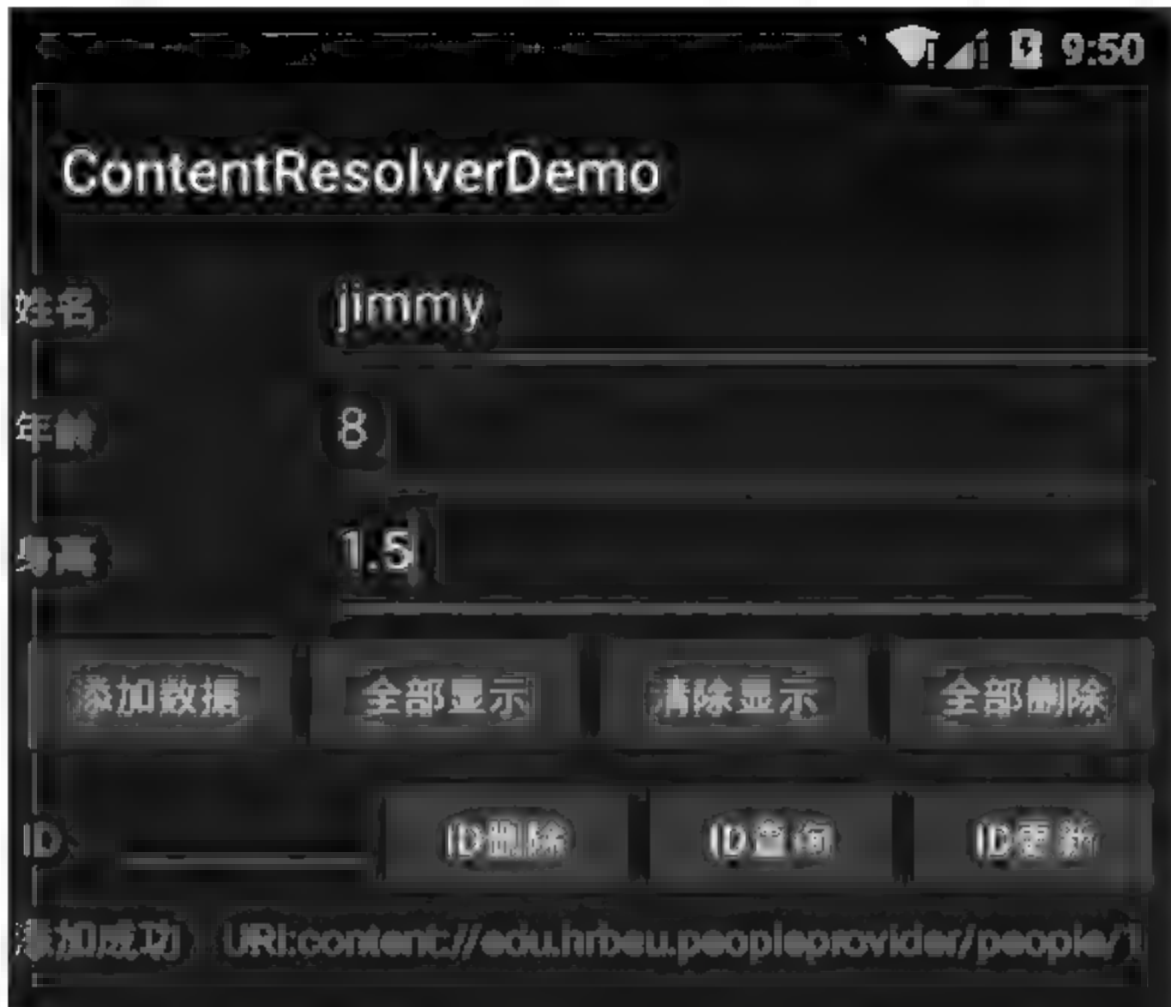 9:50
ContentResolverDemo
姓名 jimmy
年龄 8
身高 1.5
添加数据 全部显示 清除显示 全部删除
ID ID删除 ID查询 ID更新
添加成功 URI:content://edu.hrbeu.peopleprovider/people/1